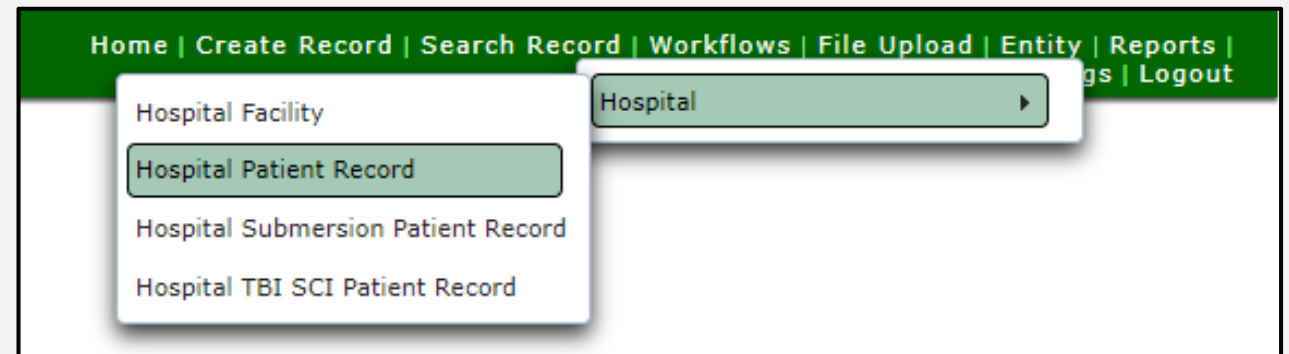 Home | Create Record | Search Record | Workflows | File Upload | Entity | Reports |
gs | Logout
Hospital
Hospital Facility
Hospital Patient Record
Hospital Submersion Patient Record
Hospital TBI SCI Patient Record